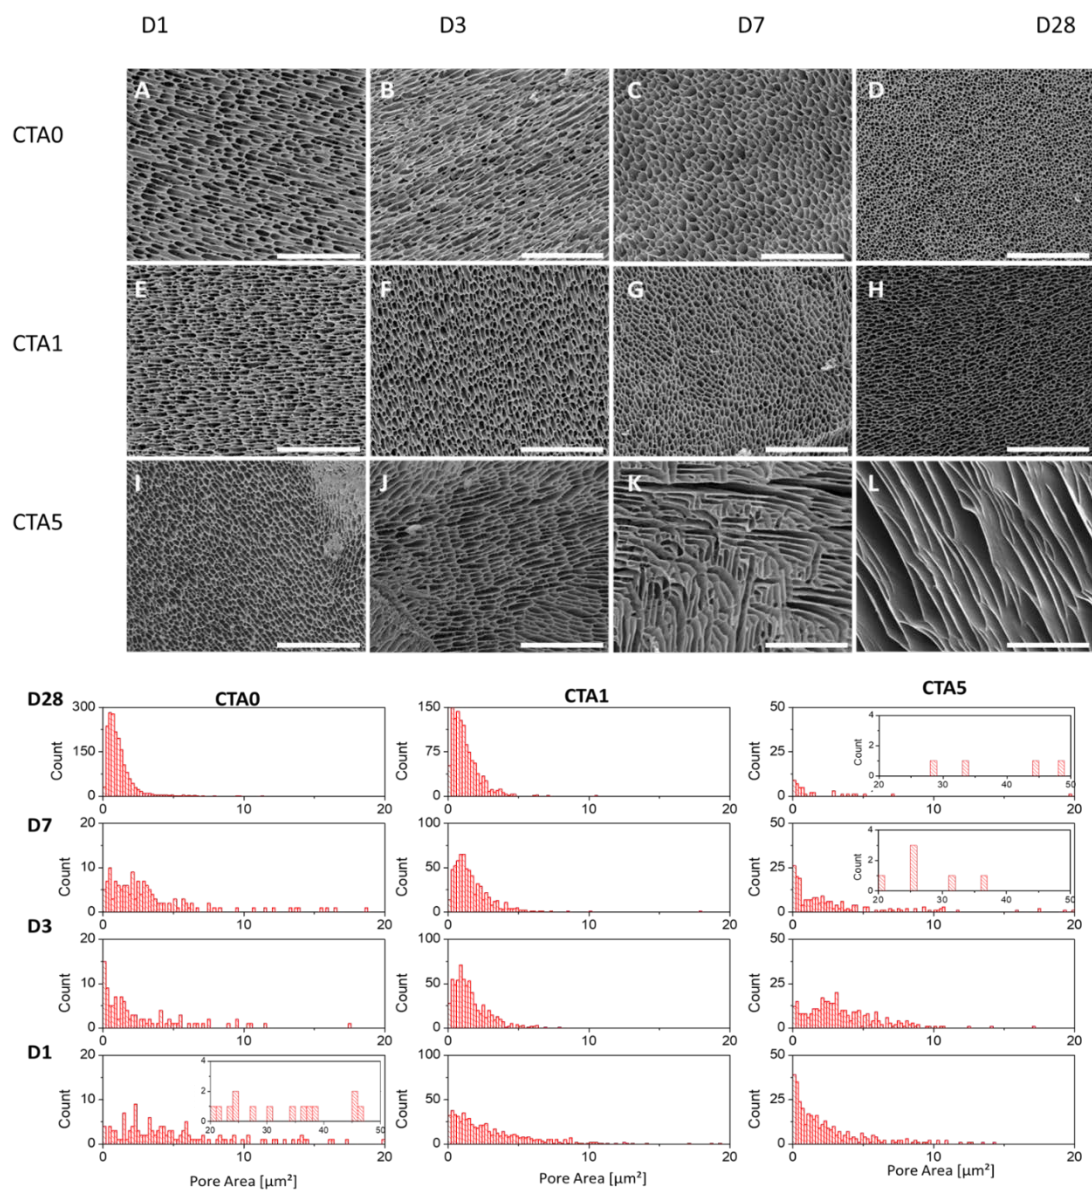 D1 D3 D7 D28
CTA0 A B C D
CTA1 E F G H
CTA5 I J K L
D28 CTA0 CTA1 CTA5
300 150 0 Count 0 10 20
150 75 0 Count 0 10 20
50 25 0 Count 0 10 20
4 2 0 Count 20 30 40 50
D7
20 10 0 Count 0 10 20
100 50 0 Count 0 10 20
50 25 0 Count 0 10 20
4 2 0 Count 20 30 40 50
D3
20 10 0 Count 0 10 20
100 50 0 Count 0 10 20
50 25 0 Count 0 10 20
D1
20 10 0 Count 0 10 20
4 2 0 Count 20 30 40 50
100 50 0 Count 0 10 20
50 25 0 Count 0 10 20
Pore Area [µm²] Pore Area [µm²] Pore Area [µm²]